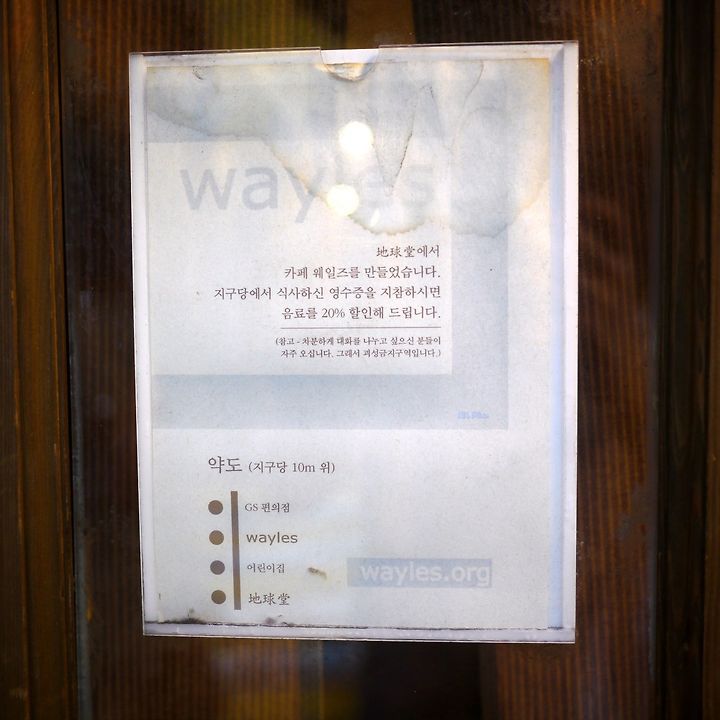 wayles
地球堂에서
카페 웨일즈를 만들었습니다.
지구당에서 식사하신 영수증을 지참하시면
음료를 20% 할인해 드립니다.
(참고 - 차분하게 대화를 나누고 싶으신 분들이
자주 오십니다. 그래서 괴성금지구역입니다.)
약도 (지구당 10m 위)
GS 편의점
wayles
어린이집
地球堂
wayles.org